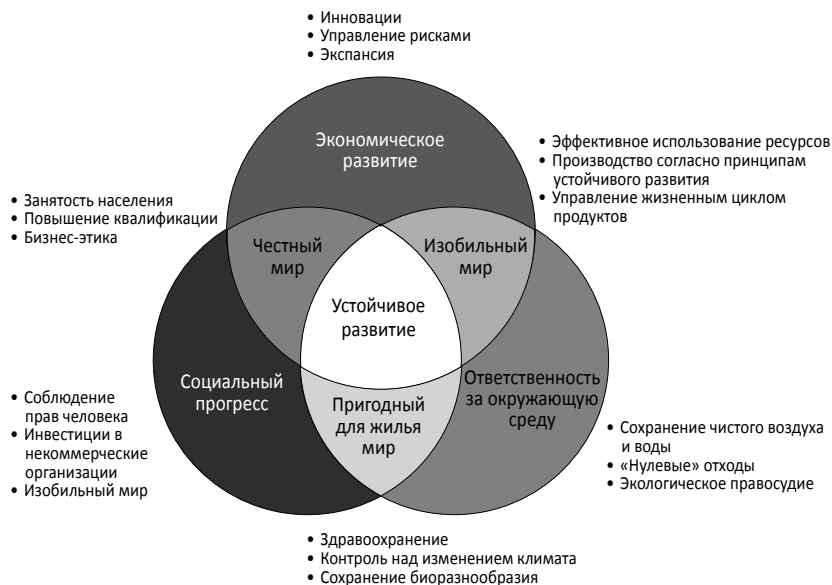 • Инновации
• Управление рисками
• Экспансия
Экономическое
развитие
• Эффективное использование ресурсов
• Производство согласно принципам
устойчивого развития
• Управление жизненным циклом
продуктов
• Занятость населения
• Повышение квалификации
• Бизнес-этика
Честный
мир
Изобильный
мир
Устойчивое
развитие
Социальный
прогресс
Пригодный
для жилья
мир
Ответственность
за окружающую
среду
• Соблюдение
прав человека
• Инвестиции в
некоммерческие
организации
• Изобильный мир
• Сохранение чистого воздуха
и воды
• «Нулевые» отходы
• Экологическое правосудие
• Здравоохранение
• Контроль над изменением климата
• Сохранение биоразнообразия